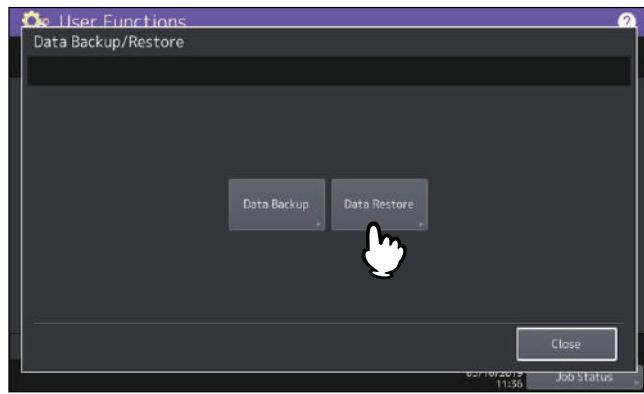 User Functions
?
Data Backup/Restore
Data Backup
Data Restore
Close
11:36
Job Status